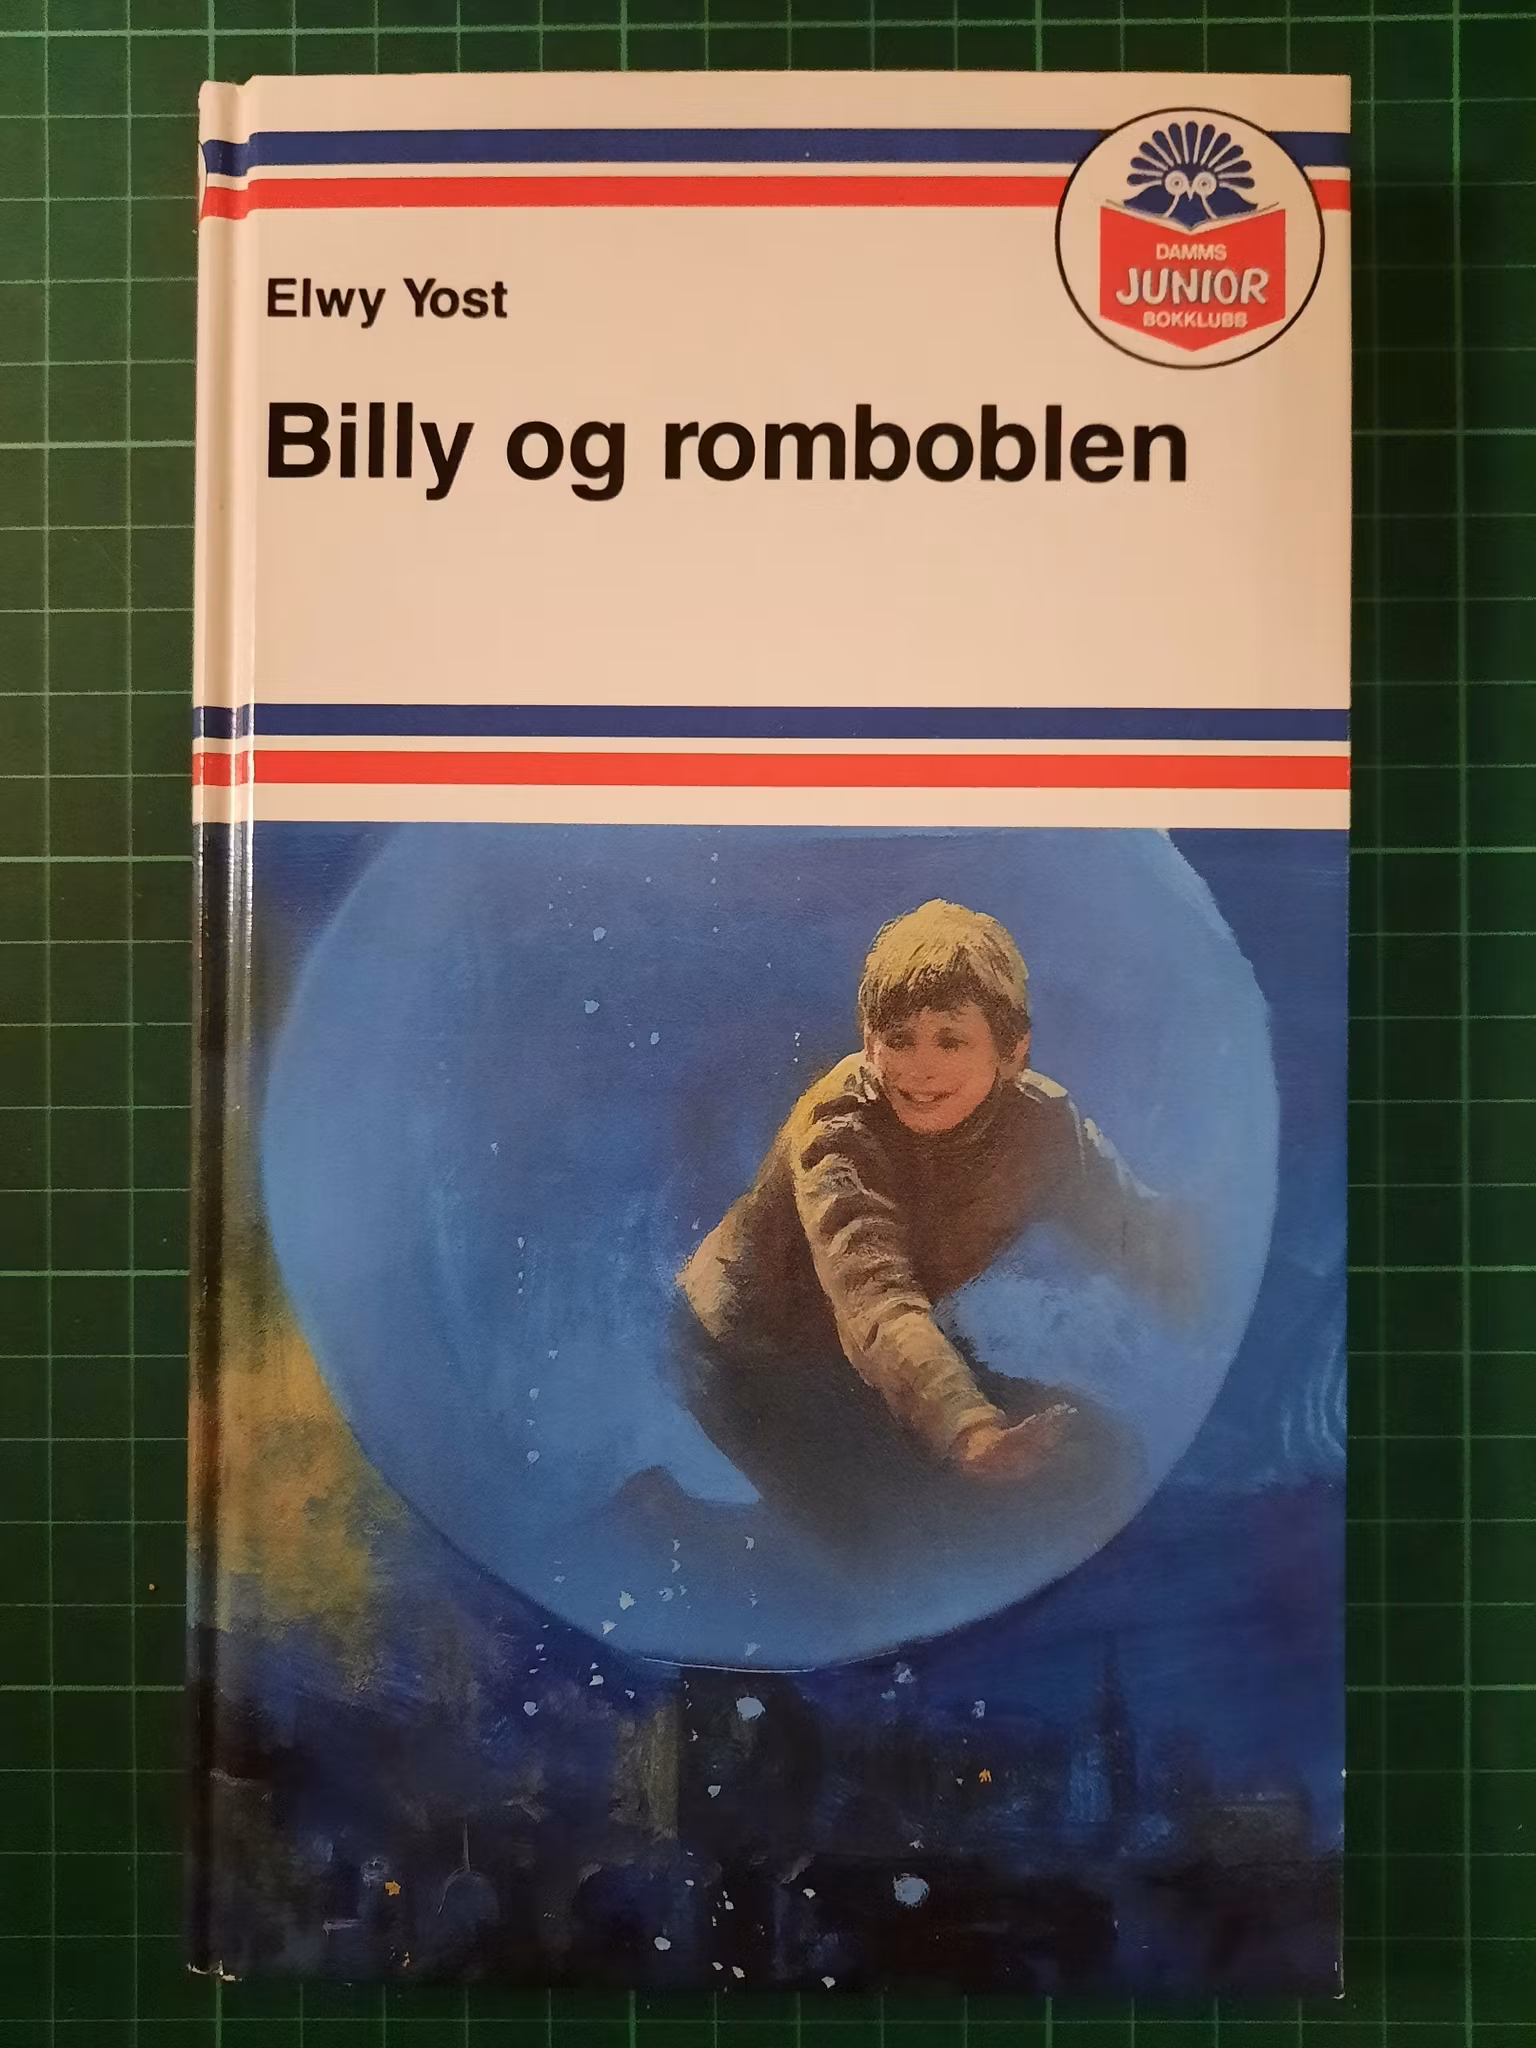 DAMMS
JUNIOR
BOKKLUBB
Elwy Yost
Billy og romboblen